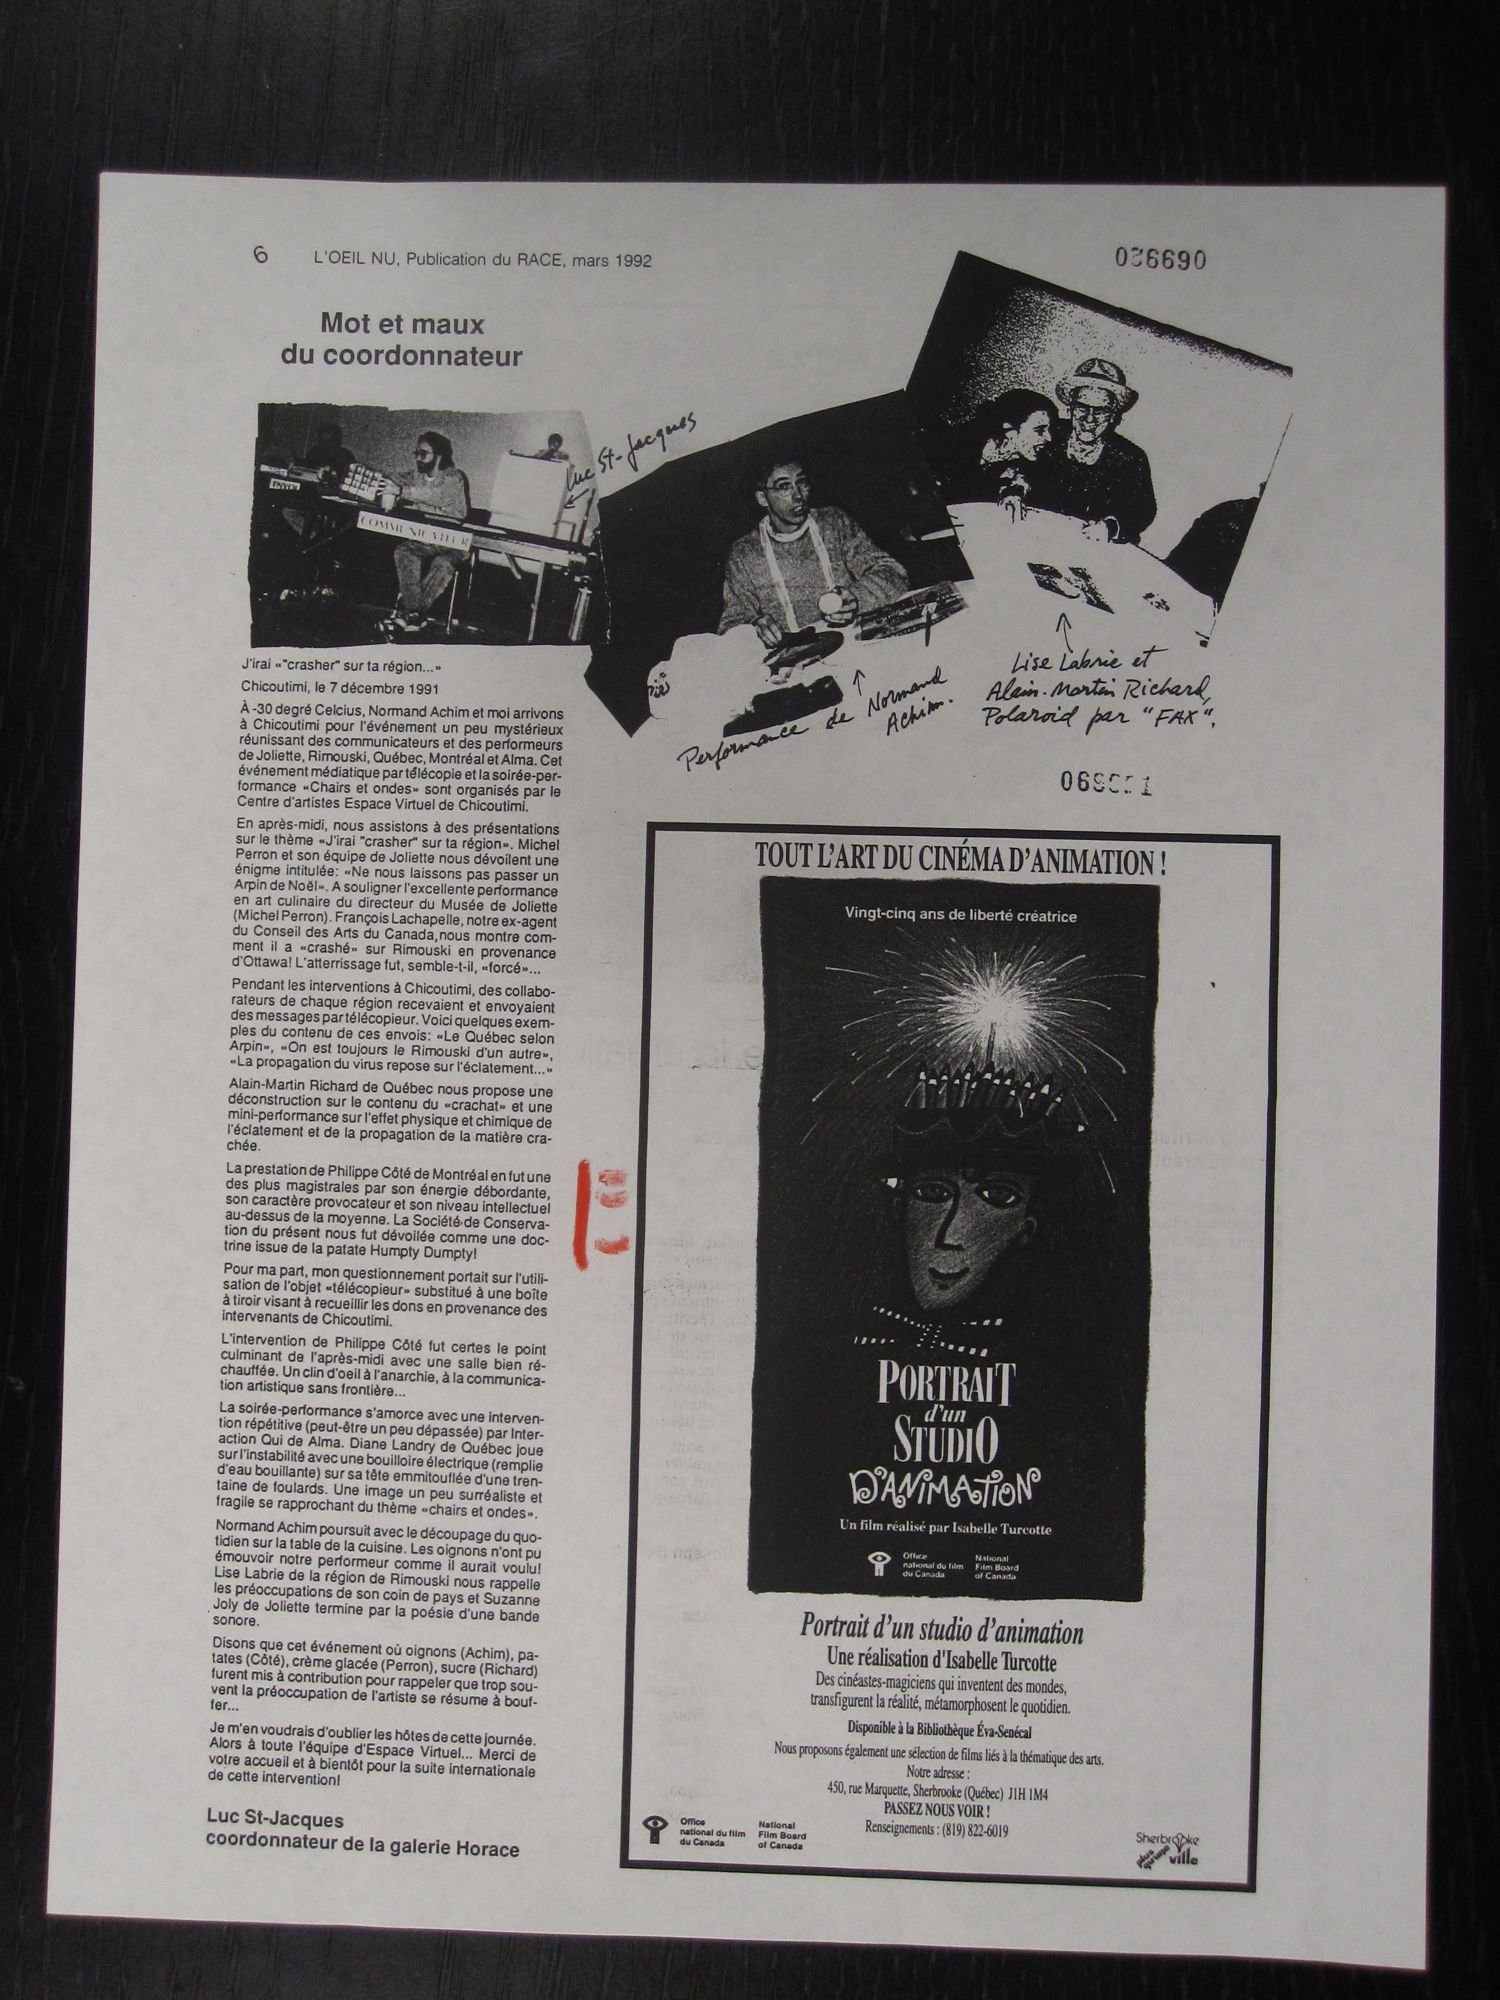 6 L'OEIL NU, Publication du RACE, mars 1992
036690
Mot et maux
du coordonnateur
Luc St-Jacques
ENVOI
COMMUNICATEUR
Performance de Normand
Achim.
Lise Labrie et
Alain-Martin Richard,
Polaroid par "FAX".
J'irai «"crasher" sur ta région...»
Chicoutimi, le 7 décembre 1991
À -30 degré Celcius, Normand Achim et moi arrivons
à Chicoutimi pour l'événement un peu mystérieux
réunissant des communicateurs et des performeurs
de Joliette, Rimouski, Québec, Montréal et Alma. Cet
événement médiatique par télécopie et la soirée-per-
formance «Chairs et ondes» sont organisés par le
Centre d'artistes Espace Virtuel de Chicoutimi.
En après-midi, nous assistons à des présentations
sur le thème «J'irai "crasher" sur ta région». Michel
Perron et son équipe de Joliette nous dévoilent une
énigme intitulée: «Ne nous laissons pas passer un
Arpin de Noël». A souligner l'excellente performance
en art culinaire du directeur du Musée de Joliette
(Michel Perron). François Lachapelle, notre ex-agent
du Conseil des Arts du Canada,nous montre com-
ment il a «crashé» sur Rimouski en provenance
d'Ottawa! L'atterrissage fut, semble-t-il, «forcé»...
Pendant les interventions à Chicoutimi, des collabo-
rateurs de chaque région recevaient et envoyaient
des messages par télécopieur. Voici quelques exem-
ples du contenu de ces envois: «Le Québec selon
Arpin», «On est toujours le Rimouski d'un autre»,
«La propagation du virus repose sur l'éclatement...»
Alain-Martin Richard de Québec nous propose une
déconstruction sur le contenu du «crachat» et une
mini-performance sur l'effet physique et chimique de
l'éclatement et de la propagation de la matière cra-
chée.
La prestation de Philippe Côté de Montréal en fut une
des plus magistrales par son énergie débordante,
son caractère provocateur et son niveau intellectuel
au-dessus de la moyenne. La Société de Conserva-
tion du présent nous fut dévoilée comme une doc-
trine issue de la patate Humpty Dumpty!
Pour ma part, mon questionnement portait sur l'utili-
sation de l'objet «télécopieur» substitué à une boîte
à tiroir visant à recueillir les dons en provenance des
intervenants de Chicoutimi.
L'intervention de Philippe Côté fut certes le point
culminant de l'après-midi avec une salle bien ré-
chauffée. Un clin d'oeil à l'anarchie, à la communica-
tion artistique sans frontière...
La soirée-performance s'amorce avec une interven-
tion répétitive (peut-être un peu dépassée) par Inter-
action Qui de Alma. Diane Landry de Québec joue
sur l'instabilité avec une bouilloire électrique (remplie
d'eau bouillante) sur sa tête emmitouflée d'une tren-
taine de foulards. Une image un peu surréaliste et
fragile se rapprochant du thème «chairs et ondes».
Normand Achim poursuit avec le découpage du quo-
tidien sur la table de la cuisine. Les oignons n'ont pu
émouvoir notre performeur comme il aurait voulu!
Lise Labrie de la région de Rimouski nous rappelle
les préoccupations de son coin de pays et Suzanne
Joly de Joliette termine par la poésie d'une bande
sonore.
Disons que cet événement où oignons (Achim), pa-
tates (Côté), crème glacée (Perron), sucre (Richard)
furent mis à contribution pour rappeler que trop sou-
vent la préoccupation de l'artiste se résume à bouf-
fer...
Je m'en voudrais d'oublier les hôtes de cette journée.
Alors à toute l'équipe d'Espace Virtuel... Merci de
votre accueil et à bientôt pour la suite internationale
de cette intervention!
Luc St-Jacques
coordonnateur de la galerie Horace
TOUT L'ART DU CINÉMA D'ANIMATION !
Vingt-cinq ans de liberté créatrice
PORTRAIT
d'un
STUDIO
D'ANIMATION
Un film réalisé par Isabelle Turcotte
Office national du film du Canada
National Film Board of Canada
Portrait d'un studio d'animation
Une réalisation d'Isabelle Turcotte
Des cinéastes-magiciens qui inventent des mondes,
transfigurent la réalité, métamorphosent le quotidien.
Disponible à la Bibliothèque Éva-Senécal
Nous proposons également une sélection de films liés à la thématique des arts.
Notre adresse :
450, rue Marquette, Sherbrooke (Québec) J1H 1M4
PASSEZ NOUS VOIR !
Renseignements : (819) 822-6019
Office national du film du Canada
National Film Board of Canada
Sherbrooke
plus qu'une
ville